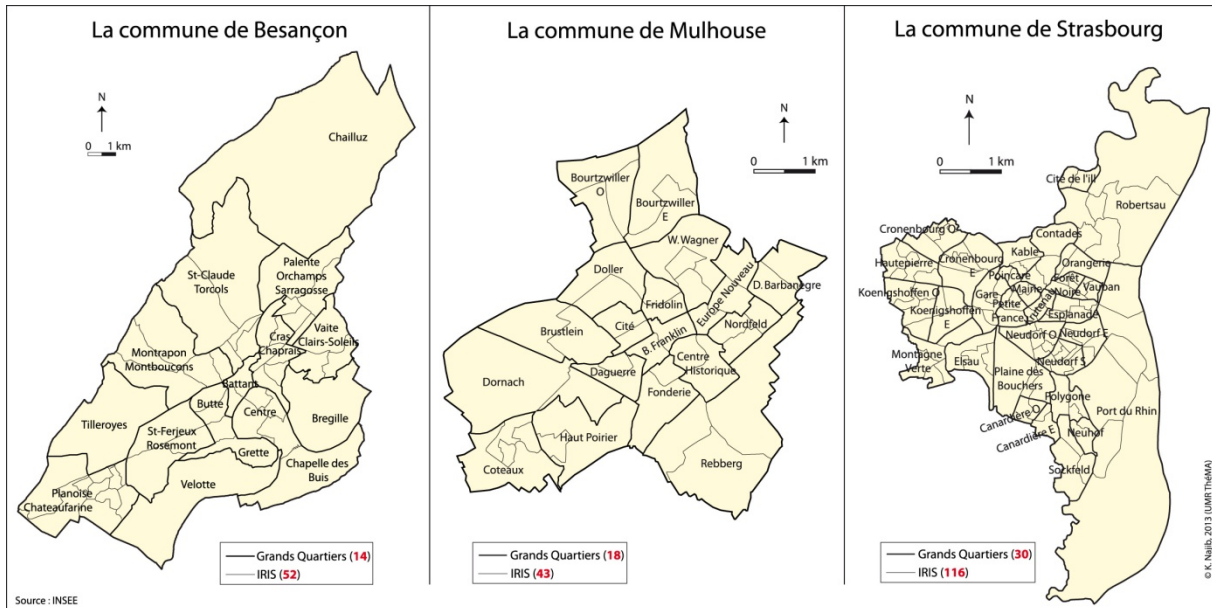 La commune de Besançon
N
0 1 km
Chailluz
St-Claude
Torcols
Palente
Orchamps
Sarragosse
Cras
Chaprais
Vaite
Clairs-Soleils
Montrapon
Montboucons
Battant
Butte
Centre
Bregille
Tilleroyes
St-Ferjeux
Rosemont
Grette
Chapelle des
Buis
Velotte
Planoise
Chateaufarine
Grands Quartiers (14)
IRIS (52)
Source : INSEE
La commune de Mulhouse
N
0 1 km
Bourtzwiller
O
Bourtzwiller
E
W. Wagner
Doller
Europe Nouveau
D. Barbanègre
Fridolin
Cité
Brustlein
B. Franklin
Nordfeld
Daguerre
Centre
Historique
Dornach
Fonderie
Haut Poirier
Coteaux
Rebberg
Grands Quartiers (18)
IRIS (43)
La commune de Strasbourg
N
0 1 km
Cité de l'ill
Robertsau
Cronenbourg O
Contades
Hautepierre
Cronenbourg
E
Kable
Orangerie
Poincaré
Forêt
Noire
Vauban
Koenigshoffen O
Gare
Maine
Petite
France
Koenigshoffen
E
Esplanade
Neudorf O
Neudorf E
Montagne
Verte
Elsau
Neudorf S
Plaine des
Bouchers
Polygone
Port du Rhin
Canardière O
Canardière E
Neuhof
Stockfeld
Grands Quartiers (30)
IRIS (116)
© K. Najib, 2013 (UMR ThéMA)